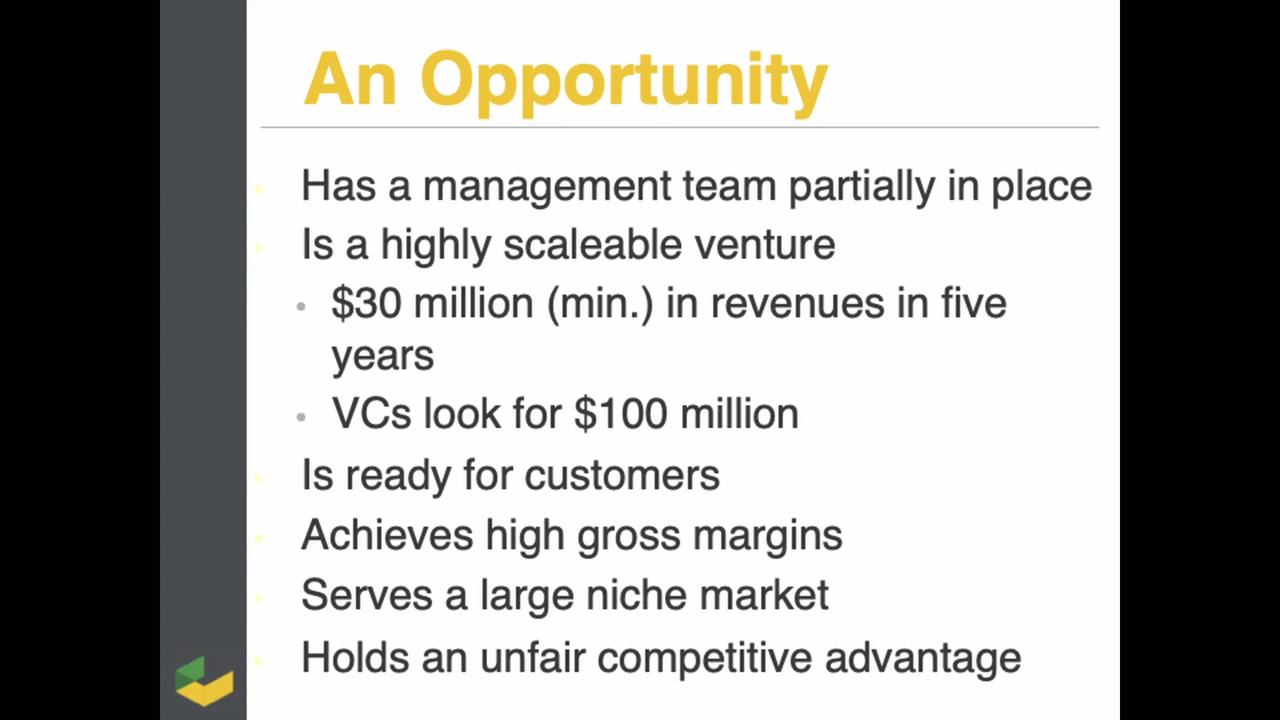 An Opportunity
Has a management team partially in place
Is a highly scaleable venture
$30 million (min.) in revenues in five
years
VCs look for $100 million
Is ready for customers
Achieves high gross margins
Serves a large niche market
Holds an unfair competitive advantage